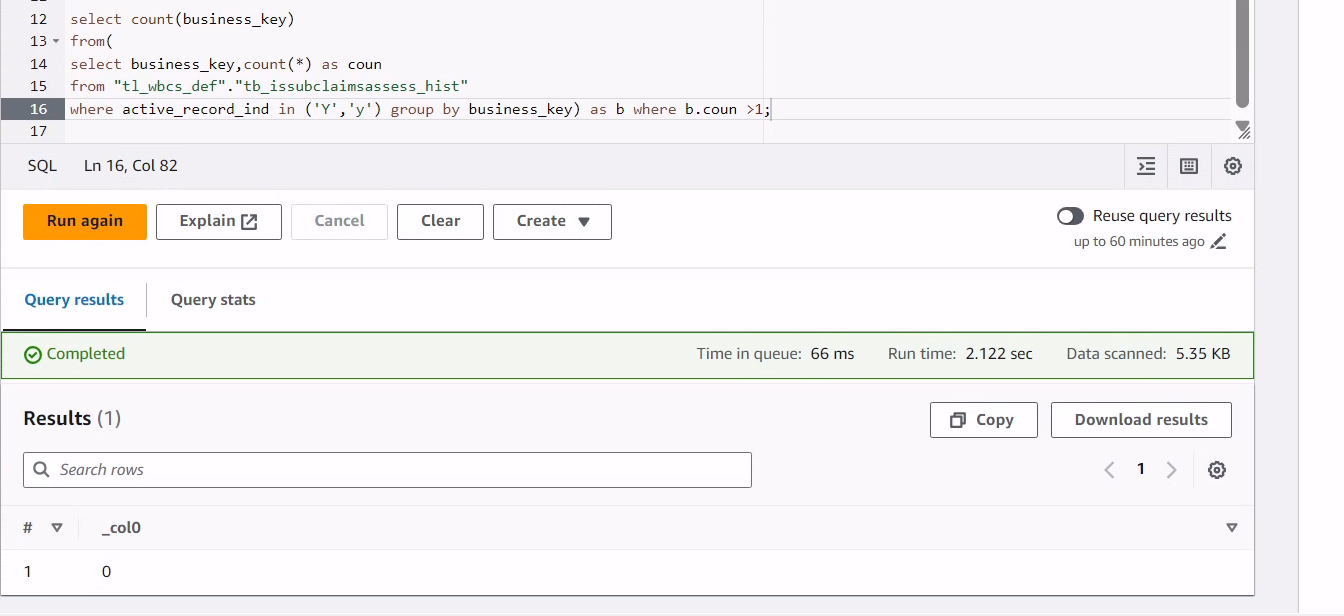 12 select count(business_key)
13 from(
14 select business_key,count(*) as coun
15 from "tl_wbcs_def"."tb_issubclaimsassess_hist"
16 where active_record_ind in ('Y','y') group by business_key) as b where b.coun >1;
17
SQL Ln 16, Col 82
Run again Explain Cancel Clear Create Reuse query results
up to 60 minutes ago
Query results Query stats
Completed Time in queue: 66 ms Run time: 2.122 sec Data scanned: 5.35 KB
Results (1) Copy Download results
Search rows 1
# _col0
1 0